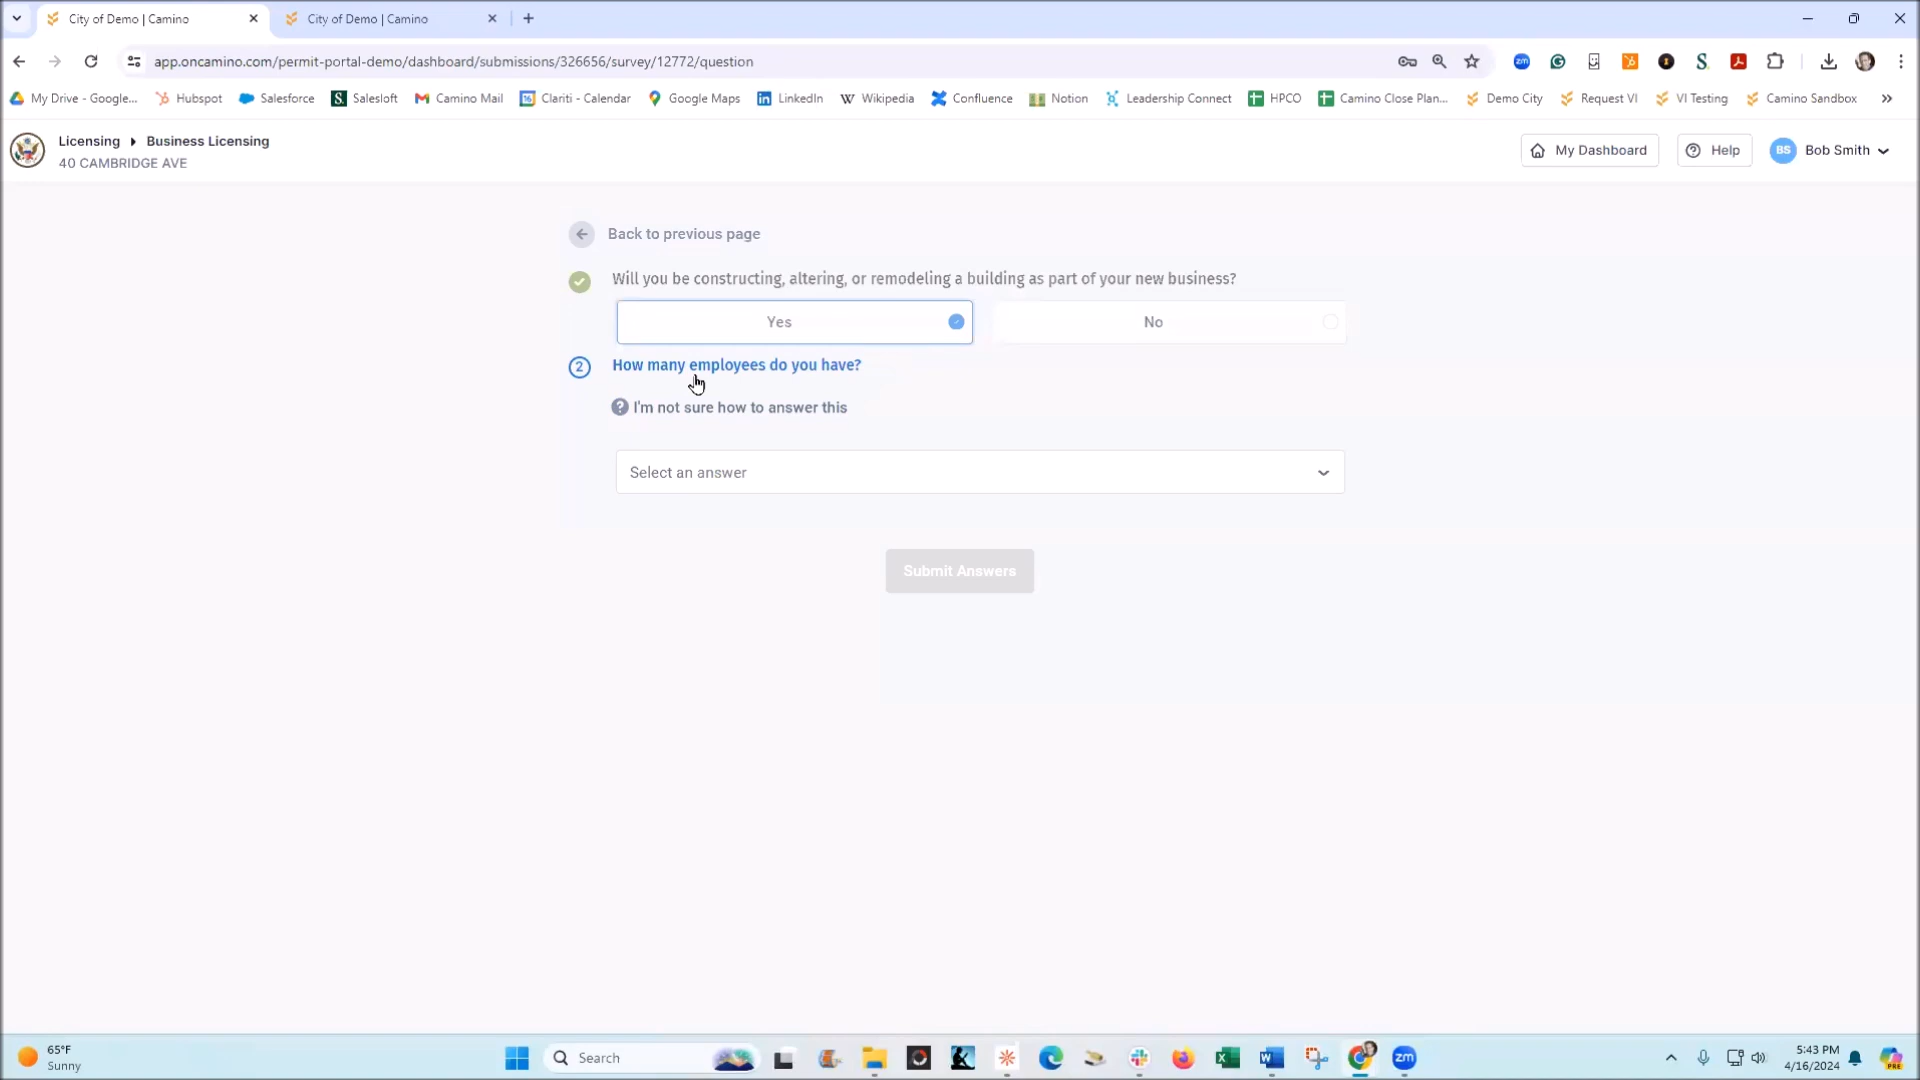 City of Demo | Camino
City of Demo | Camino
app.oncamino.com/permit-portal-demo/dashboard/submissions/326656/survey/12772/question
My Drive - Google...
Hubspot
Salesforce
Salesloft
Camino Mail
Clariti - Calendar
Google Maps
LinkedIn
Wikipedia
Confluence
Notion
Leadership Connect
HPCO
Camino Close Plan...
Demo City
Request VI
VI Testing
Camino Sandbox
Licensing
Business Licensing
40 CAMBRIDGE AVE
My Dashboard
Help
BS
Bob Smith
Back to previous page
Will you be constructing, altering, or remodeling a building as part of your new business?
Yes
No
2
How many employees do you have?
I'm not sure how to answer this
Select an answer
Submit Answers
65°F
Sunny
Search
zm
5:43 PM
4/16/2024
PRE